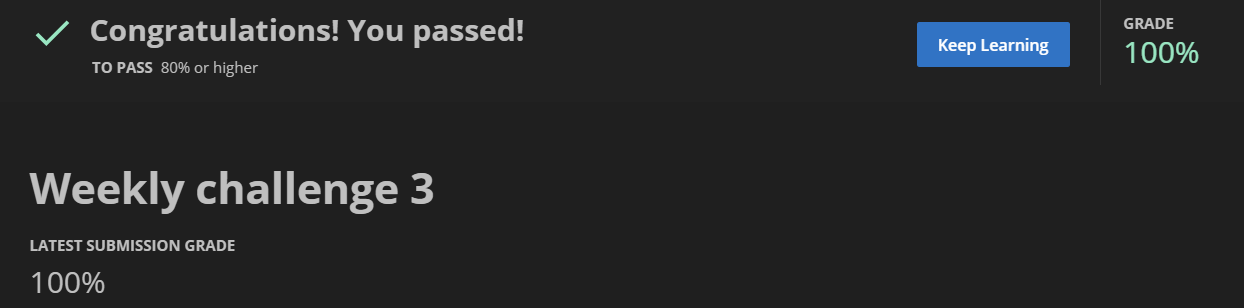 Congratulations! You passed!
TO PASS 80% or higher
Keep Learning
GRADE
100%
Weekly challenge 3
LATEST SUBMISSION GRADE
100%